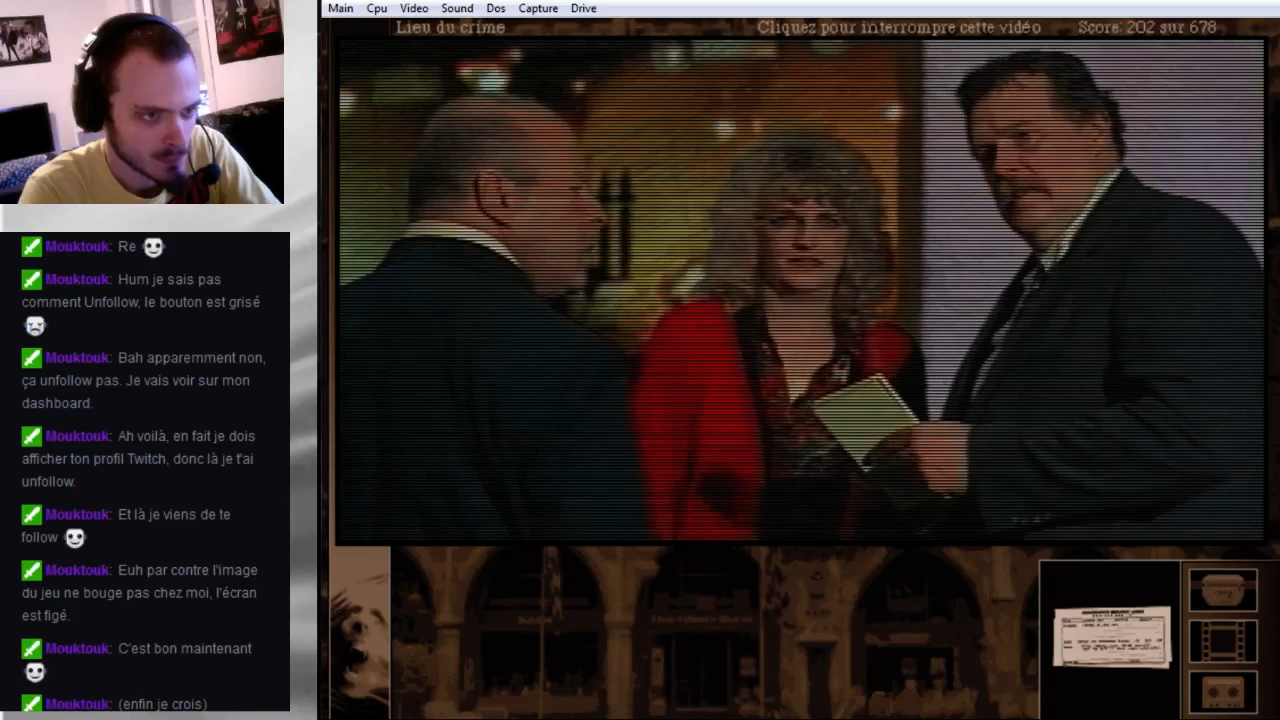 Main Cpu Video Sound Dos Capture Drive
Lieu du crime Cliquez pour interrompre cette vidéo Score: 202 sur 678
Mouktouk: Re
Mouktouk: Hum je sais pas
comment Unfollow, le bouton est grisé
Mouktouk: Bah apparemment non,
ça unfollow pas. Je vais voir sur mon
dashboard.
Mouktouk: Ah voilà, en fait je dois
afficher ton profil Twitch, donc là je t'ai
unfollow.
Mouktouk: Et là je viens de te
follow
Mouktouk: Euh par contre l'image
du jeu ne bouge pas chez moi, l'écran
est figé.
Mouktouk: C'est bon maintenant
Mouktouk: (enfin je crois)